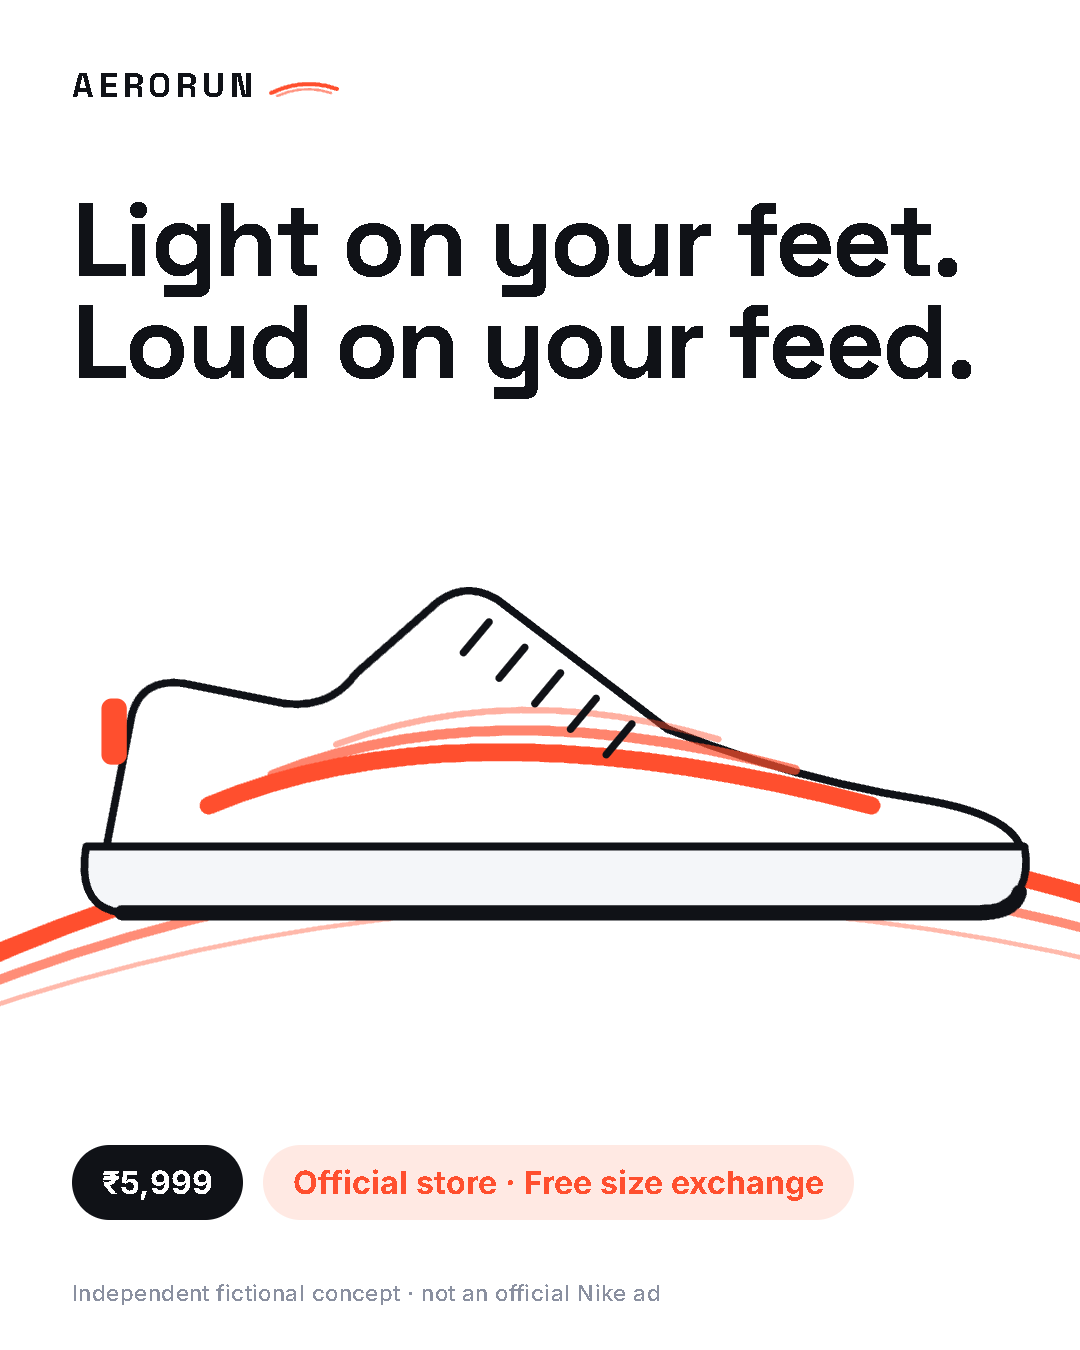 AERORUN
Light on your feet.
Loud on your feed.
₹5,999
Official store · Free size exchange
Independent fictional concept · not an official Nike ad